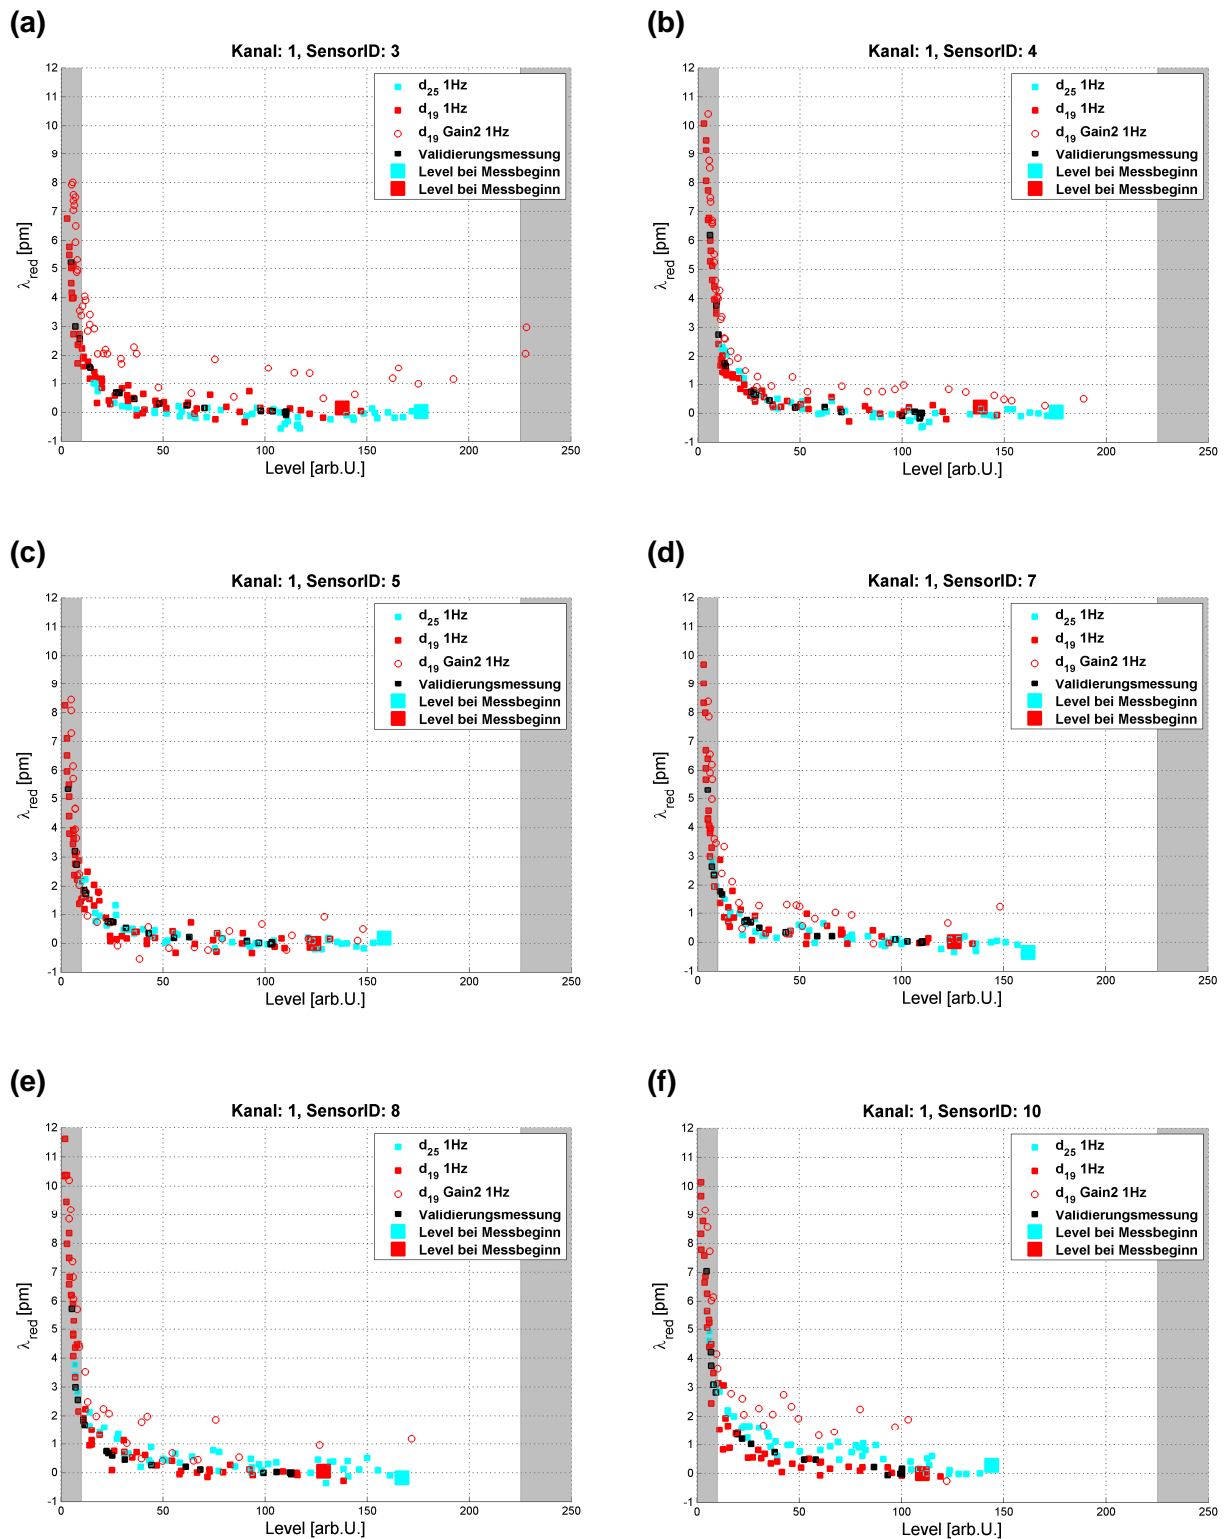 (a)
Kanal: 1, SensorID: 3
12
11
10
9
8
7
6
5
4
3
2
1
0
-1
λred [pm]
0 50 100 150 200 250
Level [arb.U.]
d25 1Hz
d19 1Hz
d19 Gain2 1Hz
Validierungsmessung
Level bei Messbeginn
Level bei Messbeginn
(b)
Kanal: 1, SensorID: 4
12
11
10
9
8
7
6
5
4
3
2
1
0
-1
λred [pm]
0 50 100 150 200 250
Level [arb.U.]
d25 1Hz
d19 1Hz
d19 Gain2 1Hz
Validierungsmessung
Level bei Messbeginn
Level bei Messbeginn
(c)
Kanal: 1, SensorID: 5
12
11
10
9
8
7
6
5
4
3
2
1
0
-1
λred [pm]
0 50 100 150 200 250
Level [arb.U.]
d25 1Hz
d19 1Hz
d19 Gain2 1Hz
Validierungsmessung
Level bei Messbeginn
Level bei Messbeginn
(d)
Kanal: 1, SensorID: 7
12
11
10
9
8
7
6
5
4
3
2
1
0
-1
λred [pm]
0 50 100 150 200 250
Level [arb.U.]
d25 1Hz
d19 1Hz
d19 Gain2 1Hz
Validierungsmessung
Level bei Messbeginn
Level bei Messbeginn
(e)
Kanal: 1, SensorID: 8
12
11
10
9
8
7
6
5
4
3
2
1
0
-1
λred [pm]
0 50 100 150 200 250
Level [arb.U.]
d25 1Hz
d19 1Hz
d19 Gain2 1Hz
Validierungsmessung
Level bei Messbeginn
Level bei Messbeginn
(f)
Kanal: 1, SensorID: 10
12
11
10
9
8
7
6
5
4
3
2
1
0
-1
λred [pm]
0 50 100 150 200 250
Level [arb.U.]
d25 1Hz
d19 1Hz
d19 Gain2 1Hz
Validierungsmessung
Level bei Messbeginn
Level bei Messbeginn